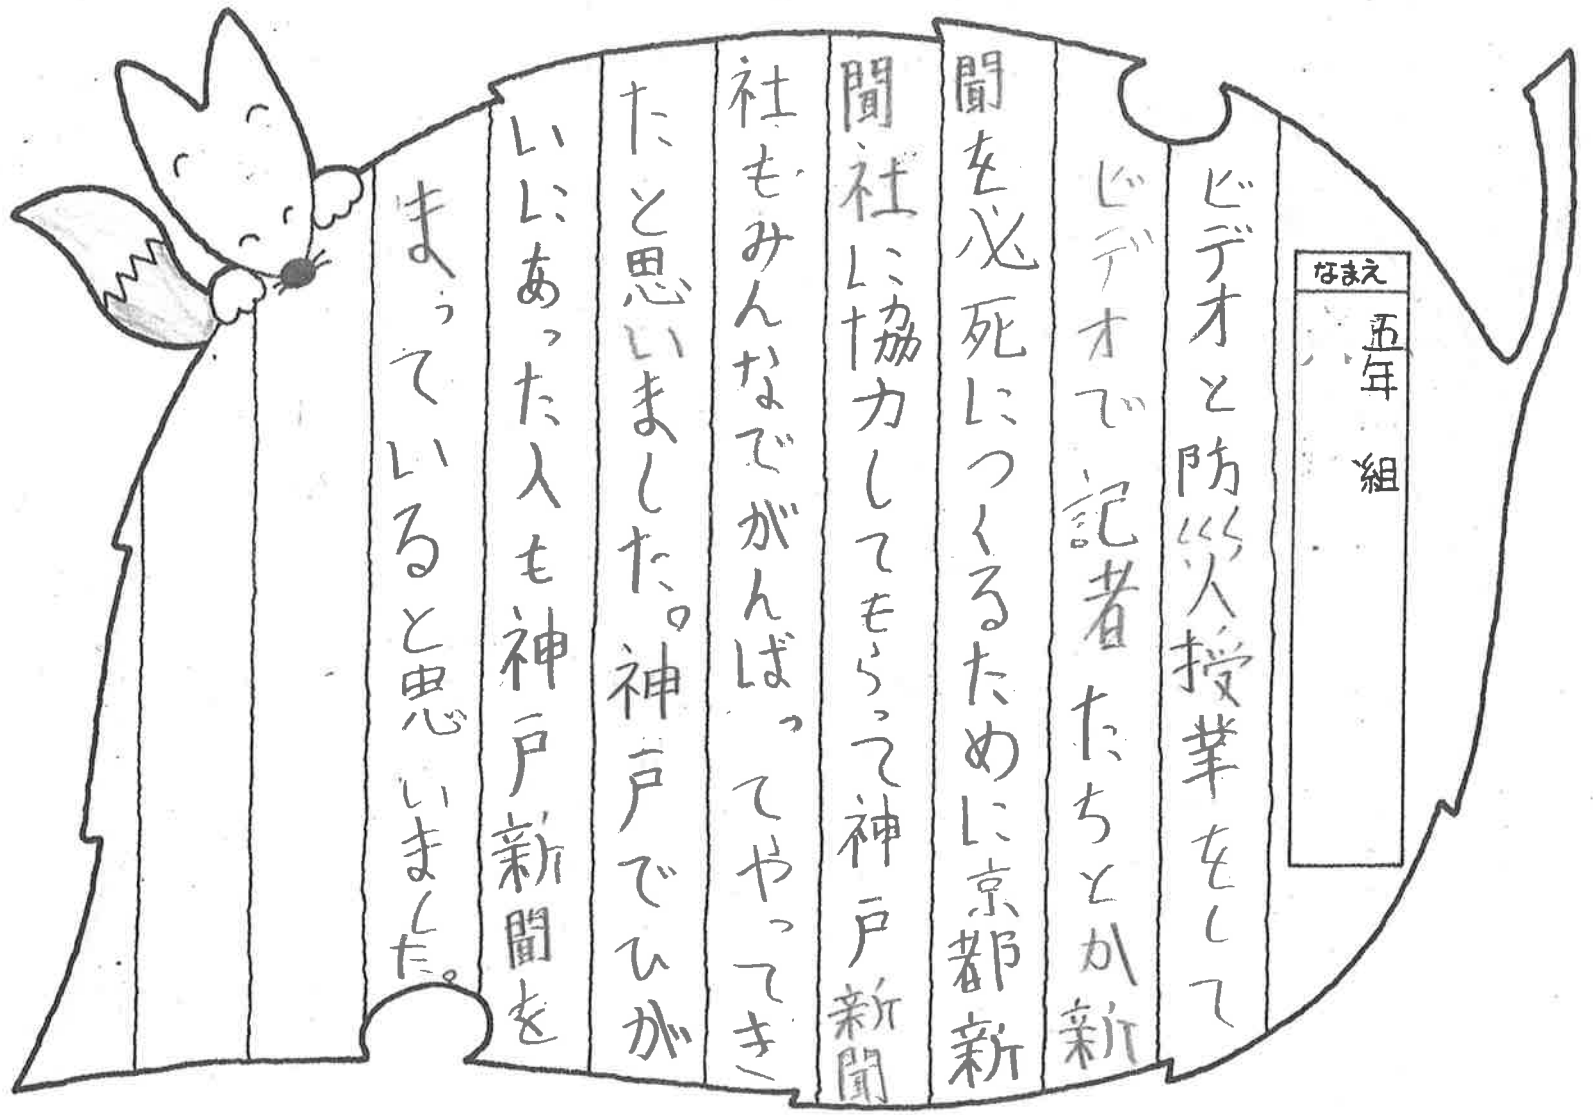 なまえ
五年 組
ビデオと防災授業をして
ビデオで記者たちとか新
聞を必死につくるために京都新
聞社に協力してもらって神戸新聞
社もみんなでがんばってやってき
たと思いました。神戸でひが
いにあった人も神戸新聞を
まっていると思いました。